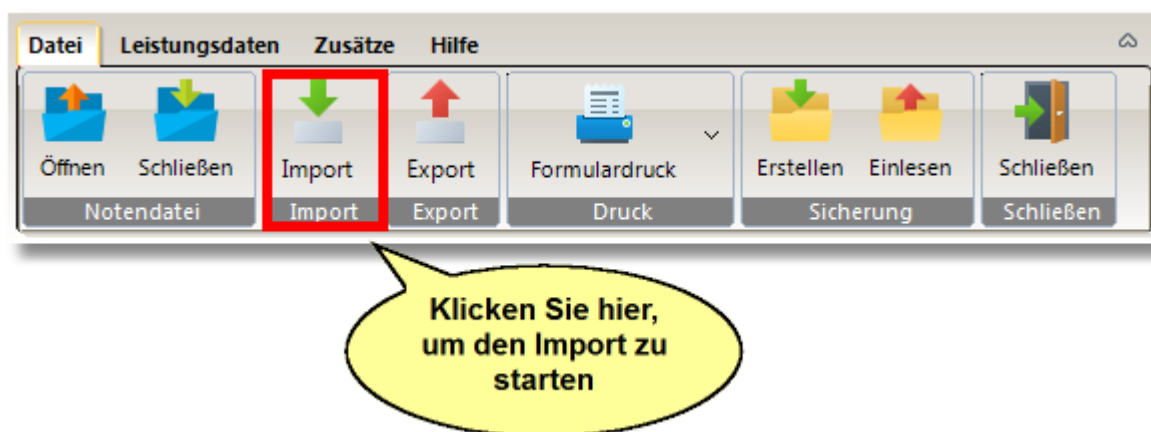 Datei Leistungsdaten Zusätze Hilfe
Öffnen Schließen Import Export Formulardruck Erstellen Einlesen Schließen
Notendatei Import Export Druck Sicherung Schließen
Klicken Sie hier,
um den Import zu
starten